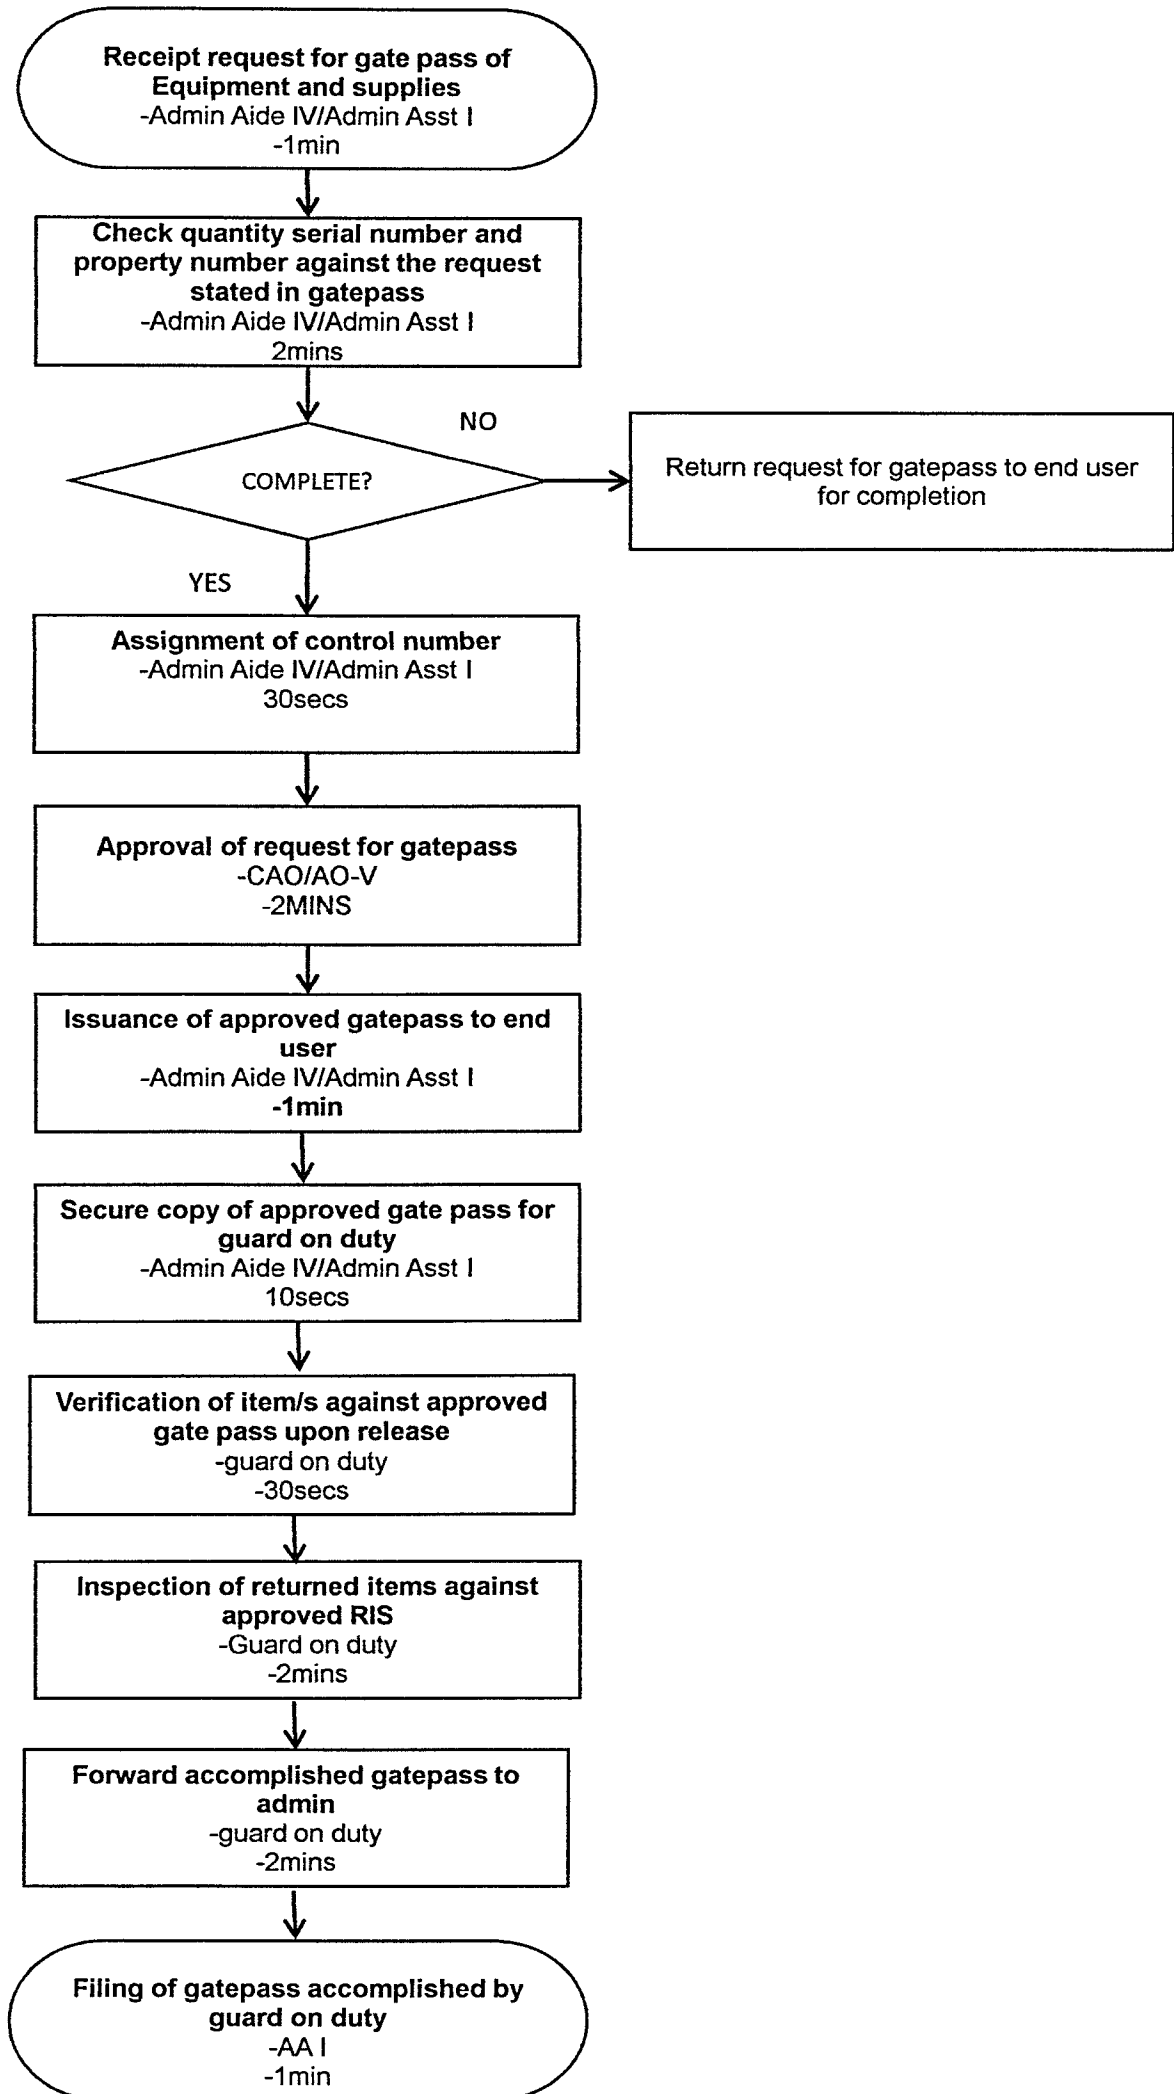 Receipt request for gate pass of
Equipment and supplies
-Admin Aide IV/Admin Asst I
-1min
Check quantity serial number and
property number against the request
stated in gatepass
-Admin Aide IV/Admin Asst I
2mins
NO
COMPLETE?
Return request for gatepass to end user
for completion
YES
Assignment of control number
-Admin Aide IV/Admin Asst I
30secs
Approval of request for gatepass
-CAO/AO-V
-2MINS
Issuance of approved gatepass to end
user
-Admin Aide IV/Admin Asst I
-1min
Secure copy of approved gate pass for
guard on duty
-Admin Aide IV/Admin Asst I
10secs
Verification of item/s against approved
gate pass upon release
-guard on duty
-30secs
Inspection of returned items against
approved RIS
-Guard on duty
-2mins
Forward accomplished gatepass to
admin
-guard on duty
-2mins
Filing of gatepass accomplished by
guard on duty
-AA I
-1min